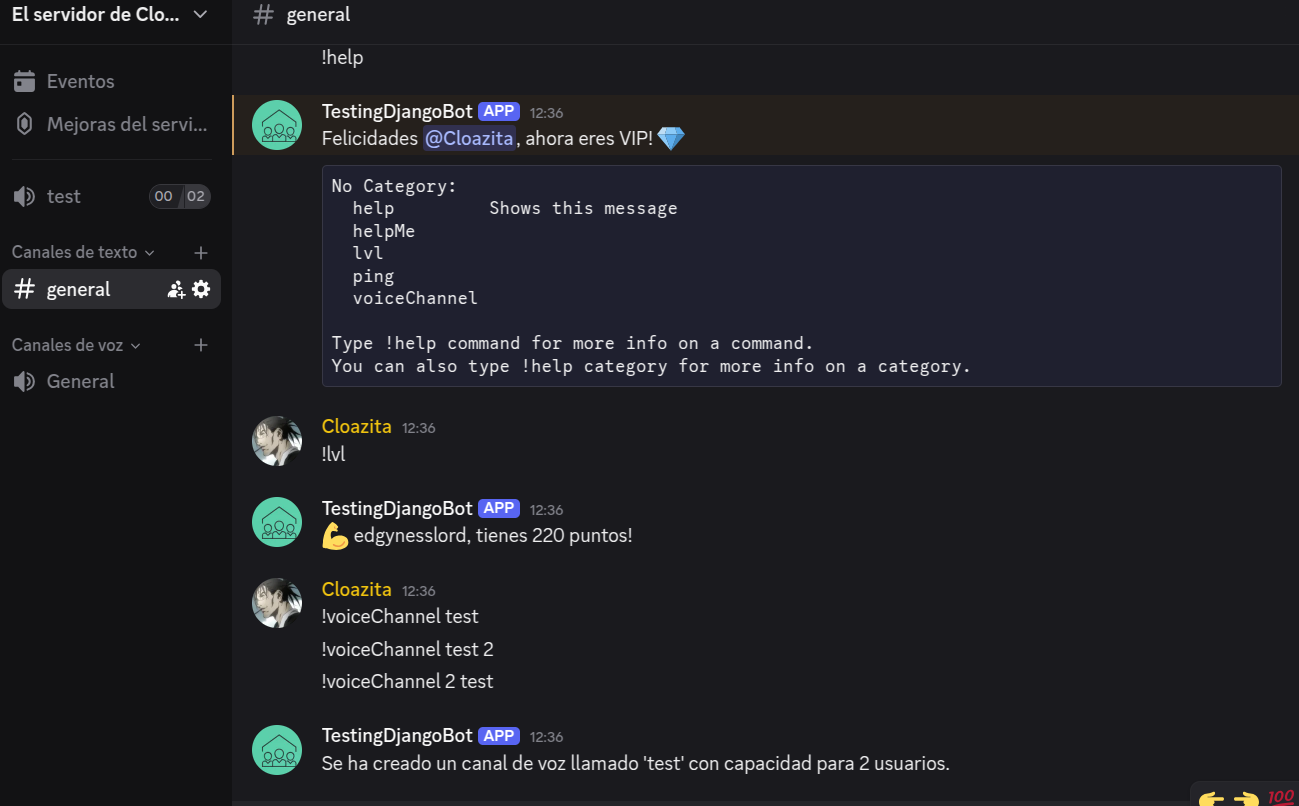 El servidor de Clo...
Eventos
Mejoras del servi...
test 00 02
Canales de texto
general
Canales de voz
General
general
!help
TestingDjangoBot APP 12:36
Felicidades @Cloazita, ahora eres VIP!💎
No Category:
help Shows this message
helpMe
lvl
ping
voiceChannel
Type !help command for more info on a command.
You can also type !help category for more info on a category.
Cloazita 12:36
!lvl
TestingDjangoBot APP 12:36
💪 edgynesslord, tienes 220 puntos!
Cloazita 12:36
!voiceChannel test
!voiceChannel test 2
!voiceChannel 2 test
TestingDjangoBot APP 12:36
Se ha creado un canal de voz llamado 'test' con capacidad para 2 usuarios.
👉 👈 💯